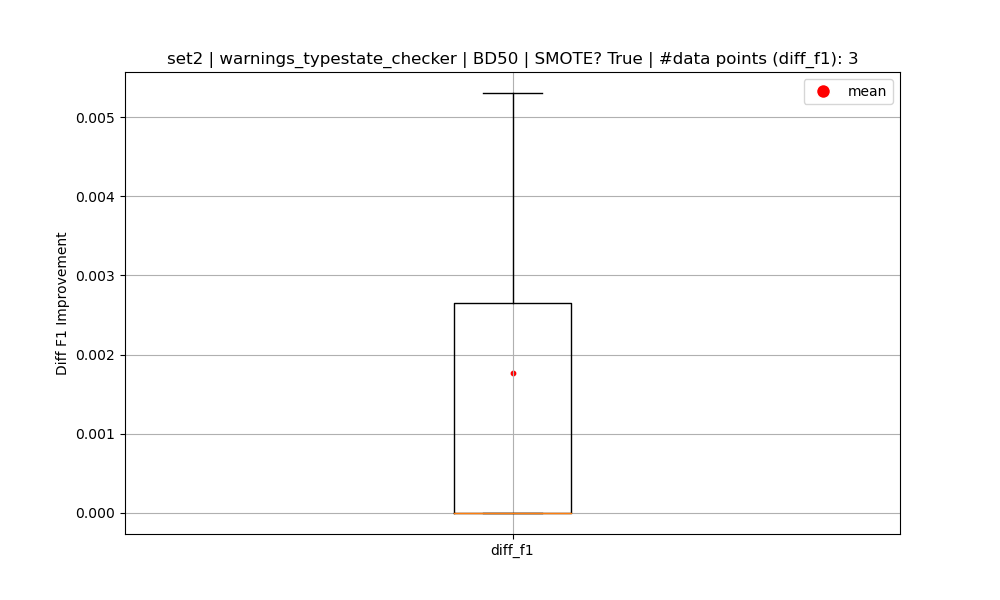 set2 | warnings_typestate_checker | BD50 | SMOTE? True | #data points (diff_f1): 3
mean
0.005
0.004
0.003
0.002
0.001
0.000
Diff F1 Improvement
diff_f1